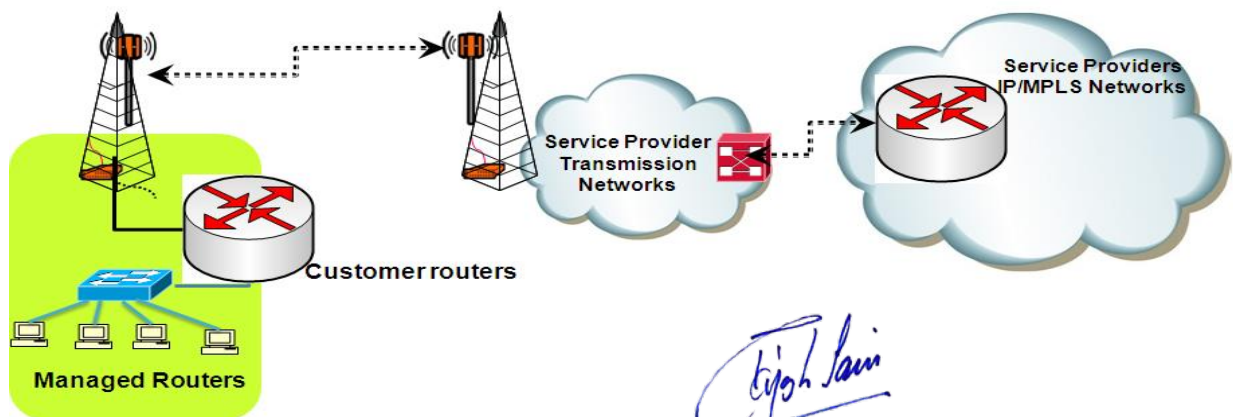 Service Providers
IP/MPLS Networks
Service Provider
Transmission
Networks
Customer routers
Managed Routers